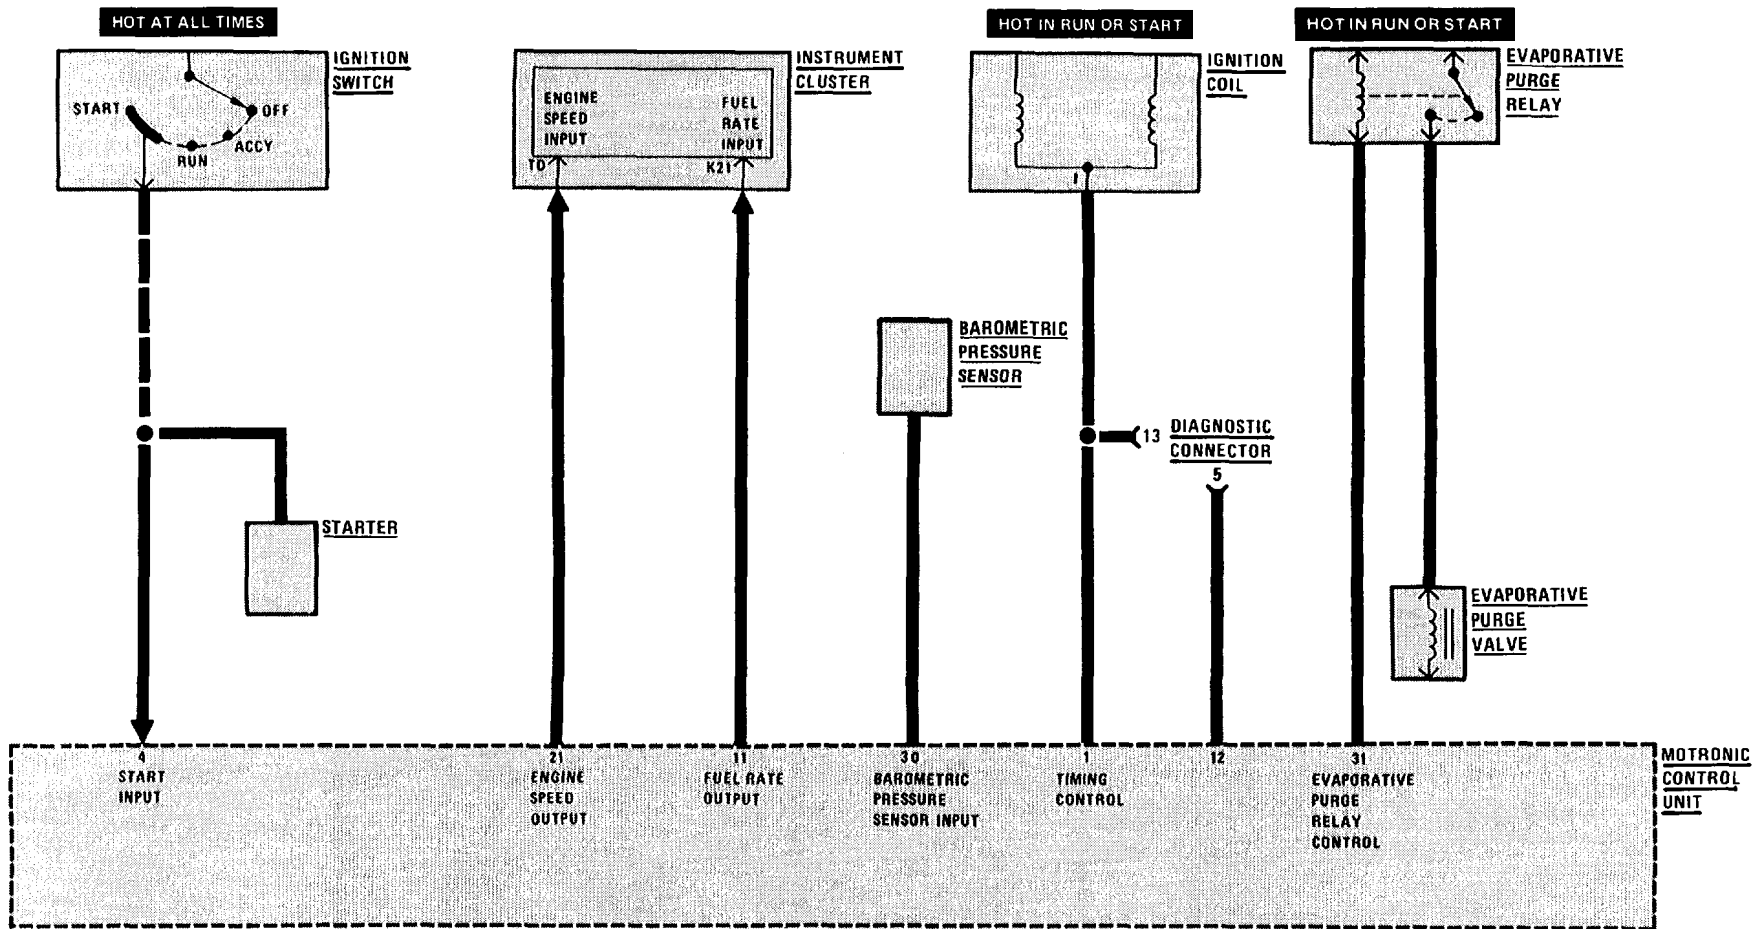 HOT AT ALL TIMES
IGNITION
SWITCH
START
OFF
ACCY
RUN
INSTRUMENT
CLUSTER
ENGINE
SPEED
INPUT
TD
FUEL
RATE
INPUT
K21
HOT IN RUN OR START
IGNITION
COIL
1
HOT IN RUN OR START
EVAPORATIVE
PURGE
RELAY
BAROMETRIC
PRESSURE
SENSOR
13
DIAGNOSTIC
CONNECTOR
5
STARTER
EVAPORATIVE
PURGE
VALVE
4
START
INPUT
21
ENGINE
SPEED
OUTPUT
11
FUEL RATE
OUTPUT
30
BAROMETRIC
PRESSURE
SENSOR INPUT
1
TIMING
CONTROL
12
31
EVAPORATIVE
PURGE
RELAY
CONTROL
MOTRONIC
CONTROL
UNIT